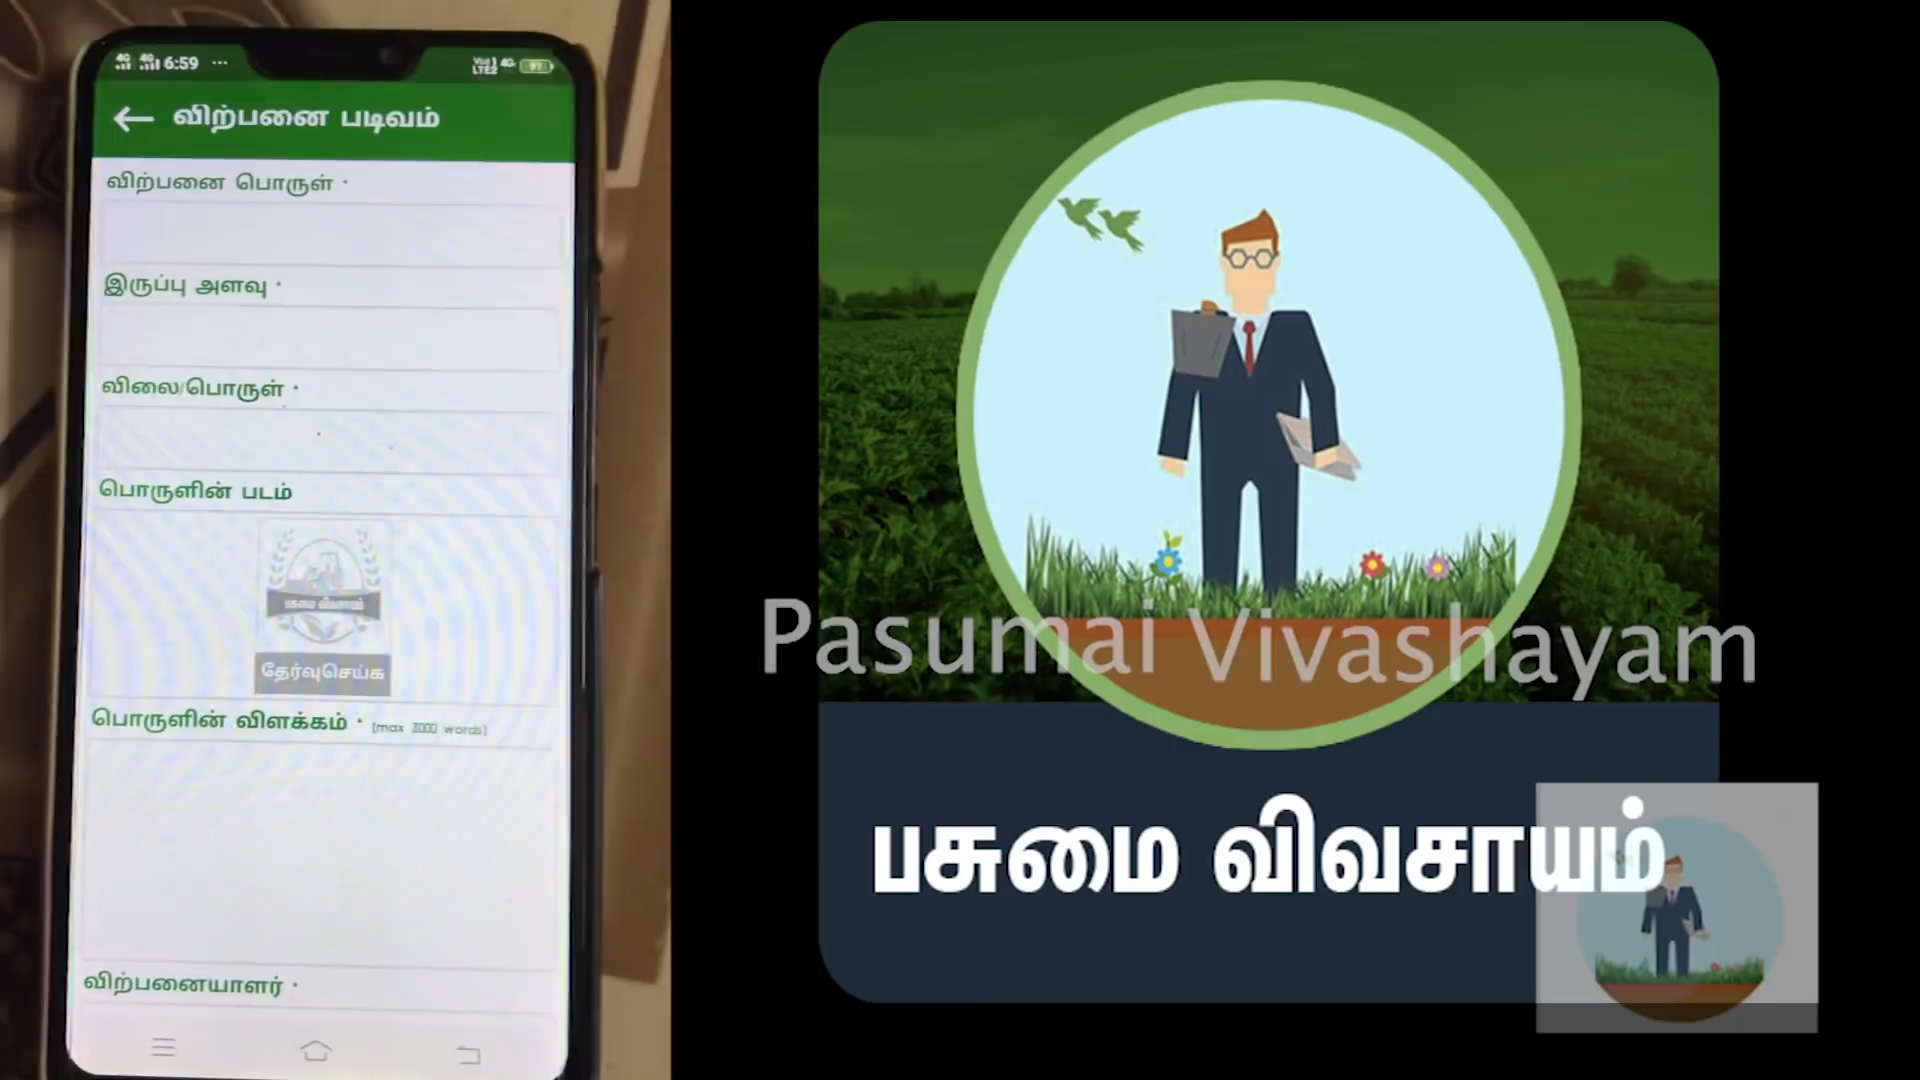 6:59 ...
விற்பனை படிவம்
விற்பனை பொருள் *
இருப்பு அளவு *
விலை/பொருள் *
பொருளின் படம்
தேர்வுசெய்க
பொருளின் விளக்கம் * (max 3000 words)
விற்பனையாளர் *
Pasumai Vivashayam
பசுமை விவசாயம்